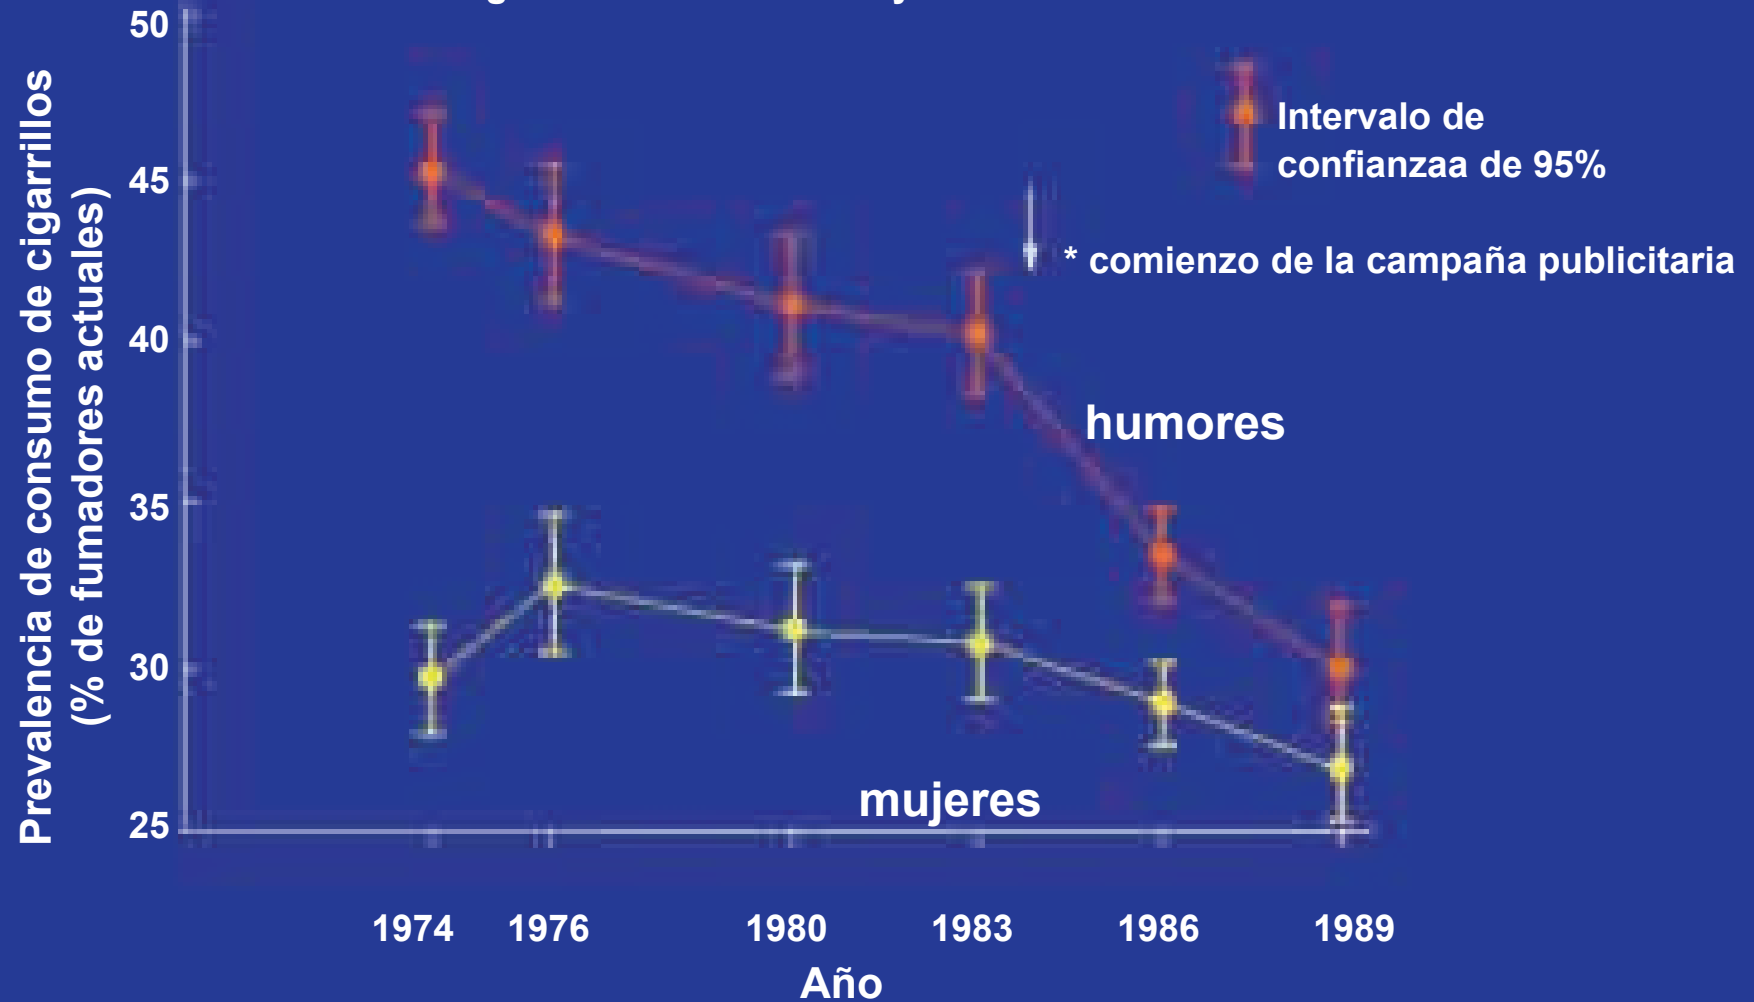 50
45
40
35
30
25
Prevalencia de consumo de cigarrillos
(% de fumadores actuales)
Intervalo de
confianzaa de 95%
* comienzo de la campaña publicitaria
humores
mujeres
1974 1976 1980 1983 1986 1989
Año